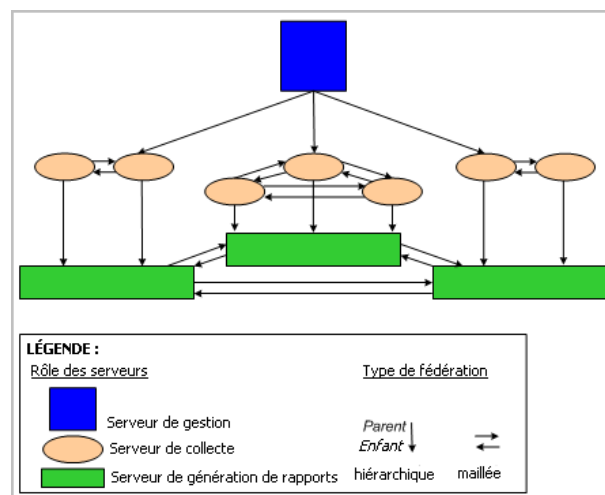 LÉGENDE :
Rôle des serveurs
Type de fédération
Serveur de gestion
Serveur de collecte
Serveur de génération de rapports
Parent
Enfant
hiérarchique
maillée